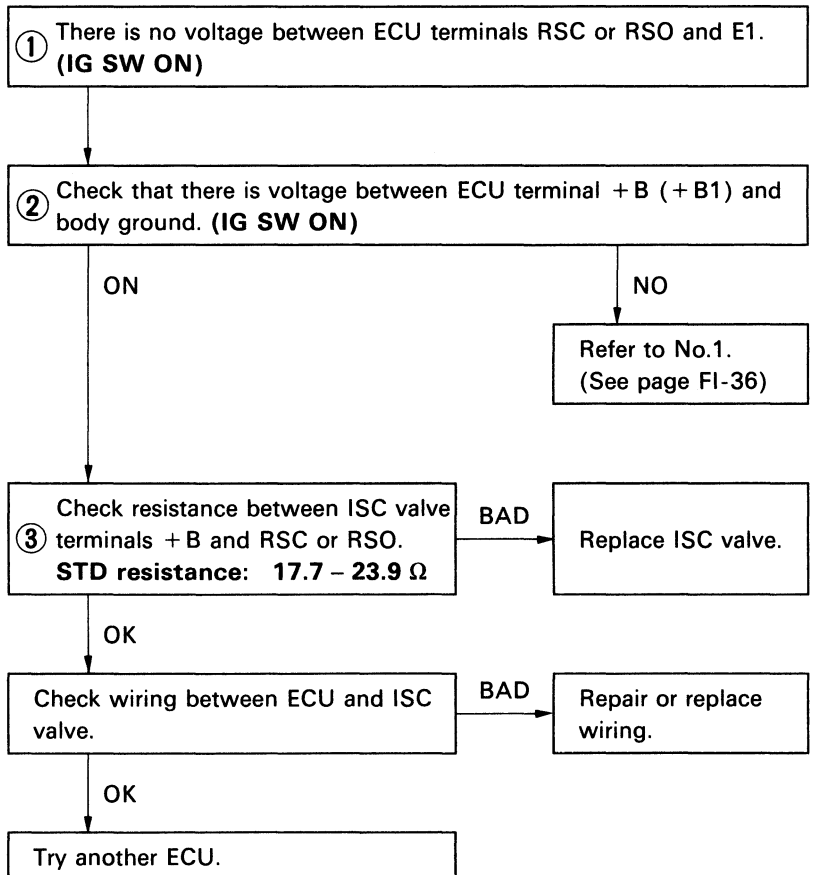 ① There is no voltage between ECU terminals RSC or RSO and E1.
(IG SW ON)
② Check that there is voltage between ECU terminal +B (+B1) and
body ground. (IG SW ON)
ON
NO
Refer to No.1.
(See page FI-36)
③ Check resistance between ISC valve
terminals +B and RSC or RSO.
STD resistance: 17.7 – 23.9 Ω
BAD
Replace ISC valve.
OK
Check wiring between ECU and ISC
valve.
BAD
Repair or replace
wiring.
OK
Try another ECU.